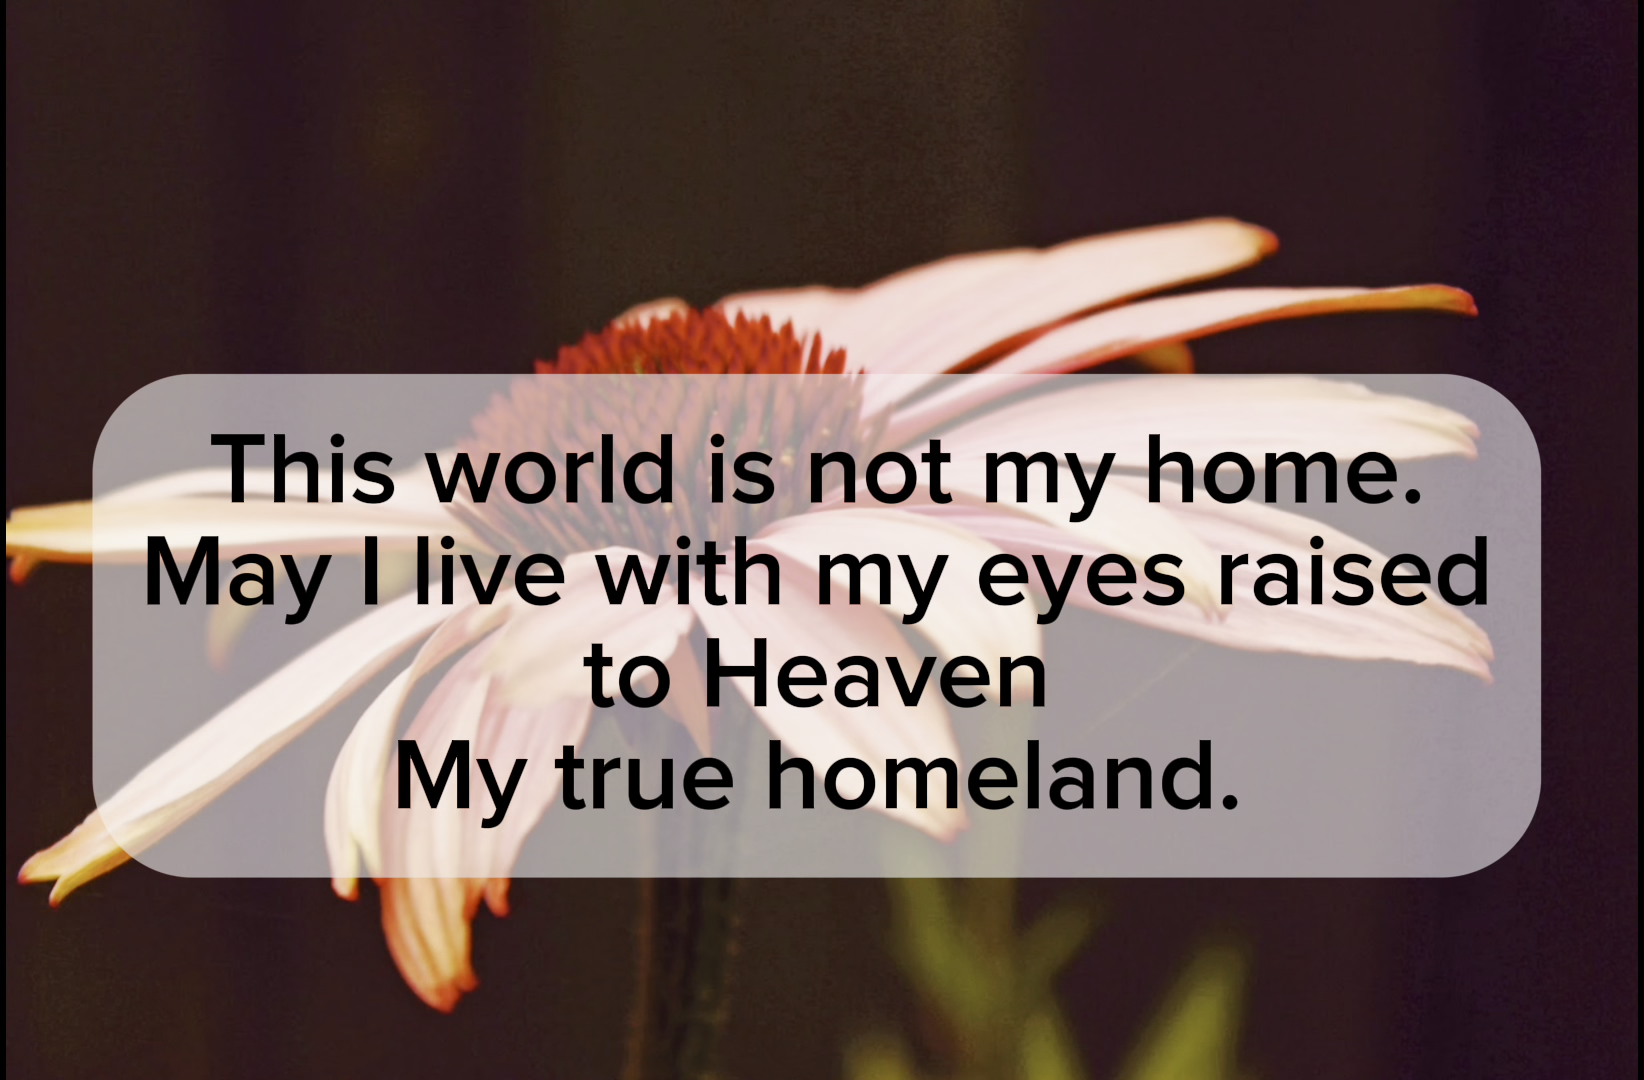 This world is not my home.
May I live with my eyes raised
to Heaven
My true homeland.